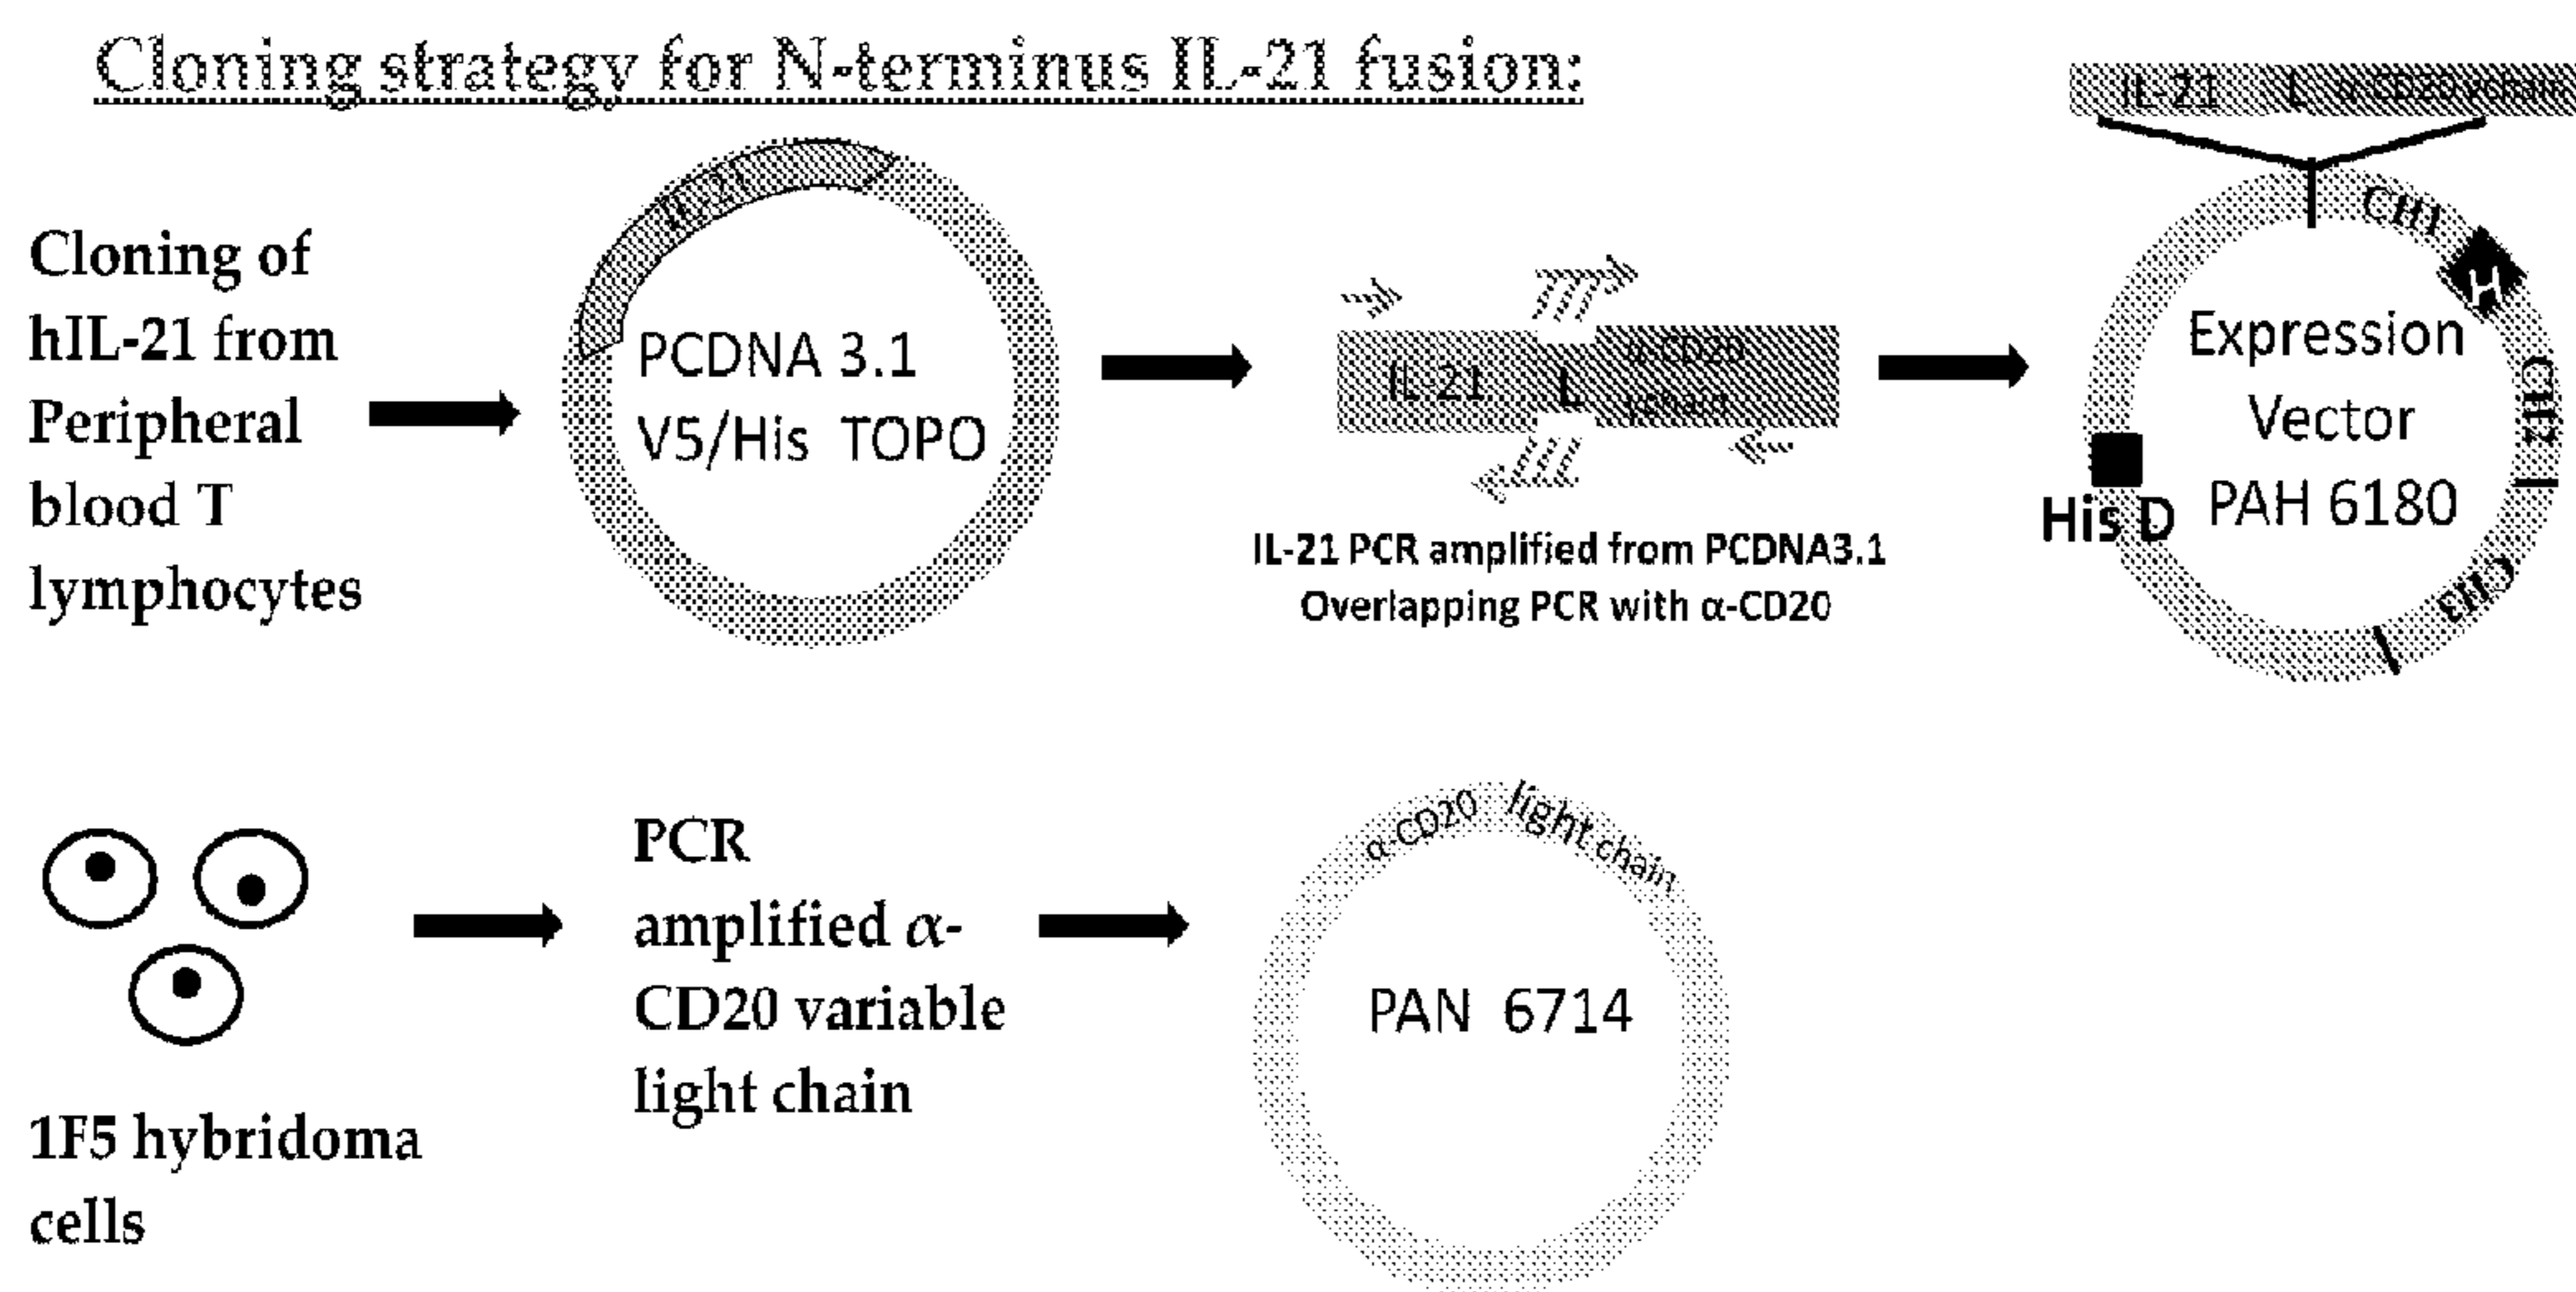 Cloning strategy for N-terminus IL-21 fusion:
IL-21 L α-CD20 vchain
Cloning of
hIL-21 from
Peripheral
blood T
lymphocytes
IL-21
PCDNA 3.1
V5/His TOPO
IL-21 L α-CD20
vchain
IL-21 PCR amplified from PCDNA3.1
Overlapping PCR with α-CD20
CH1
H
CH2
CH3
Expression
Vector
PAH 6180
His D
1F5 hybridoma
cells
PCR
amplified α-
CD20 variable
light chain
α-CD20 light chain
PAN 6714